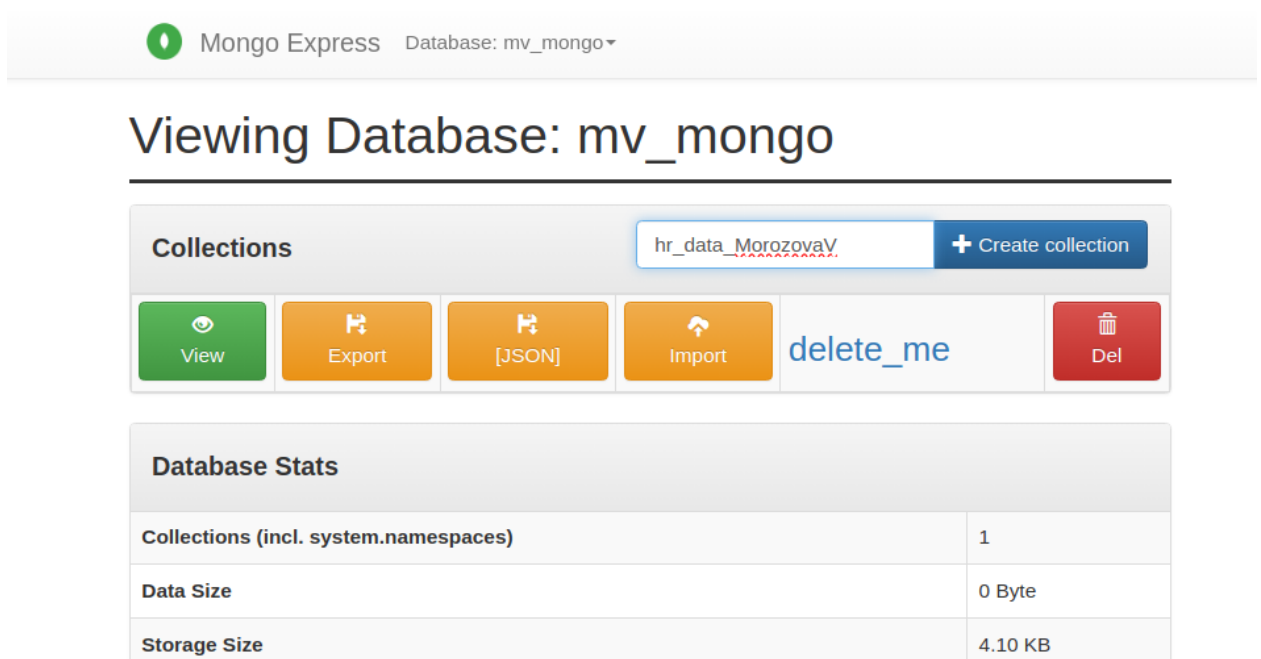 Mongo Express Database: mv_mongo
Viewing Database: mv_mongo
Collections hr_data_MorozovaV Create collection
View Export [JSON] Import delete_me Del
Database Stats
Collections (incl. system.namespaces) 1
Data Size 0 Byte
Storage Size 4.10 KB